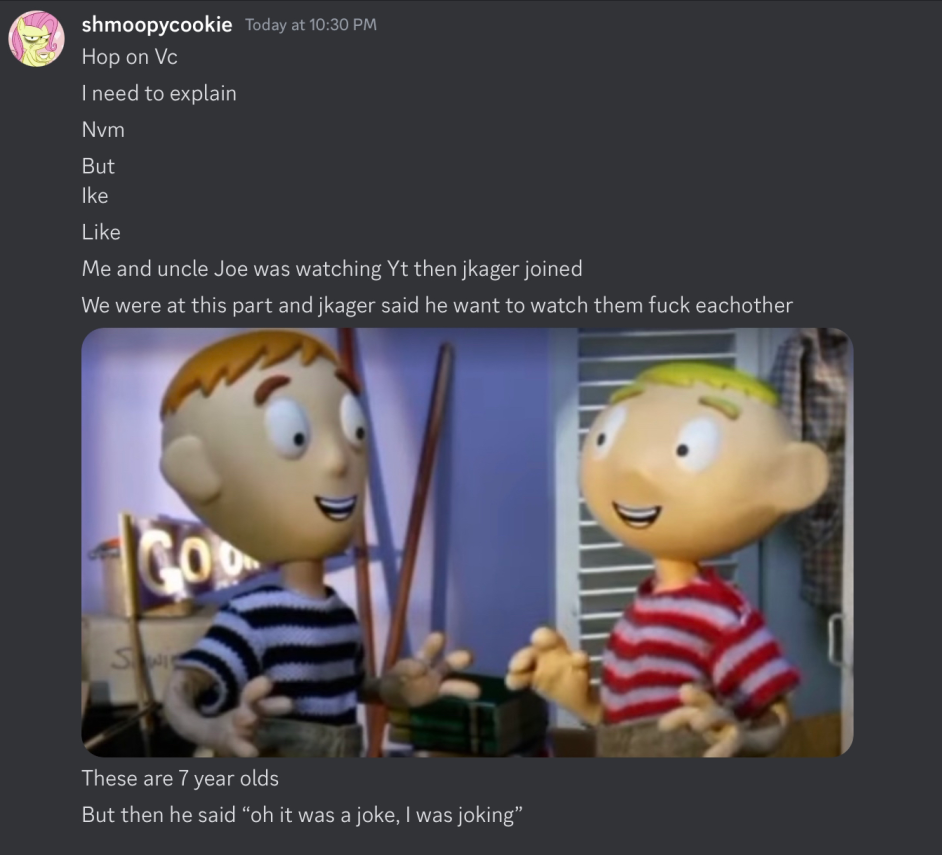 shmoopycookie Today at 10:30 PM
Hop on Vc
I need to explain
Nvm
But
Ike
Like
Me and uncle Joe was watching Yt then jkager joined
We were at this part and jkager said he want to watch them fuck eachother
These are 7 year olds
But then he said “oh it was a joke, I was joking”